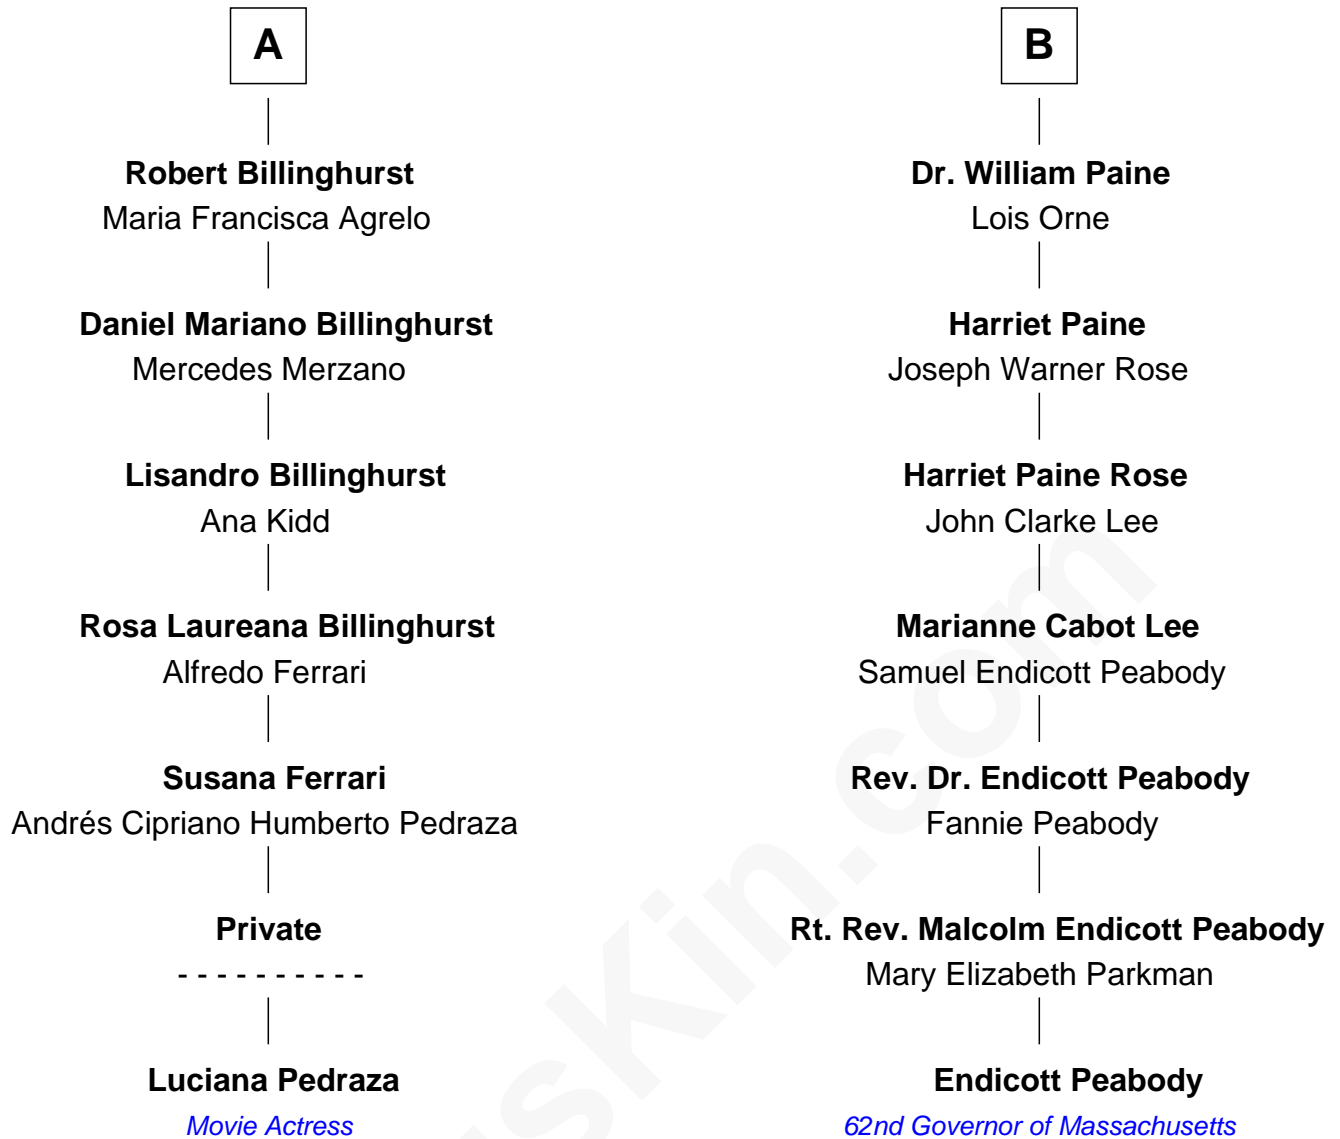 A
Robert Billinghurst
Maria Francisca Agrelo
Daniel Mariano Billinghurst
Mercedes Merzano
Lisandro Billinghurst
Ana Kidd
Rosa Laureana Billinghurst
Alfredo Ferrari
Susana Ferrari
Andrés Cipriano Humberto Pedraza
Private
- - - - - - - - - -
Luciana Pedraza
Movie Actress
B
Dr. William Paine
Lois Orne
Harriet Paine
Joseph Warner Rose
Harriet Paine Rose
John Clarke Lee
Marianne Cabot Lee
Samuel Endicott Peabody
Rev. Dr. Endicott Peabody
Fannie Peabody
Rt. Rev. Malcolm Endicott Peabody
Mary Elizabeth Parkman
Endicott Peabody
62nd Governor of Massachusetts
sKin.com